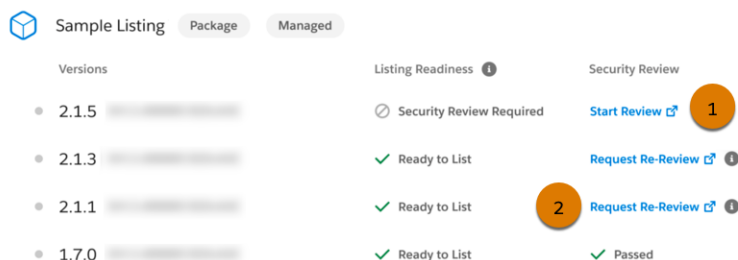 Sample Listing Package Managed
Versions Listing Readiness i Security Review
2.1.5 Security Review Required Start Review 1
2.1.3 Ready to List Request Re-Review i
2.1.1 Ready to List 2 Request Re-Review i
1.7.0 Ready to List Passed